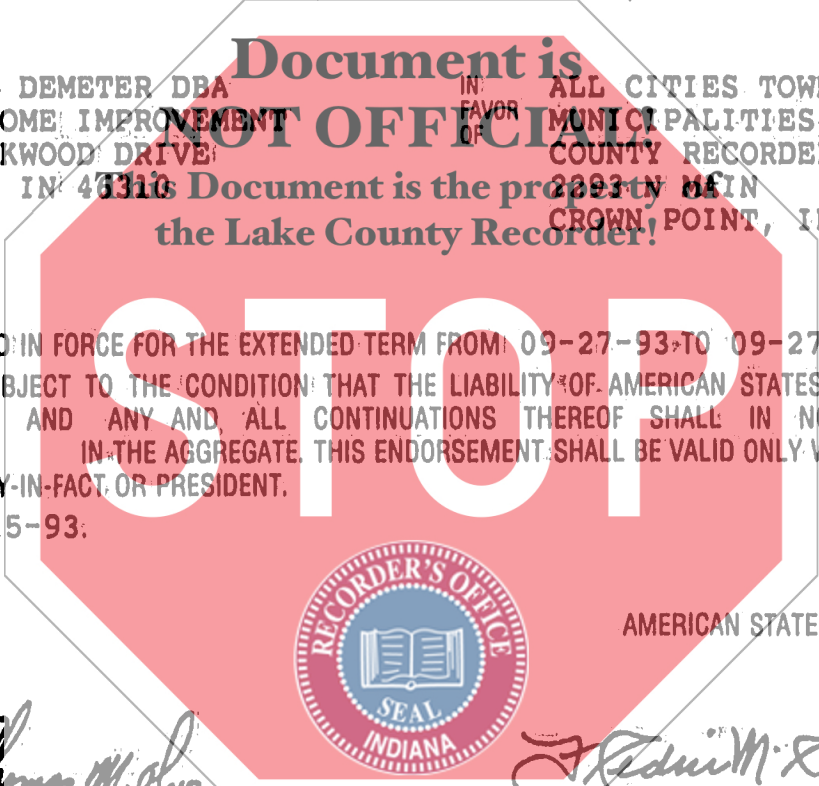 Document is
NOT OFFICIAL!
This Document is the property of
the Lake County Recorder!
STOP
DEMETER DBA
OME IMPROVEMENT
KWOOD DRIVE
IN 46310
IN
FAVOR
OF
ALL CITIES TOW
MUNICIPALITIES
COUNTY RECORDE
2293 N MAIN
CROWN POINT, I
IN FORCE FOR THE EXTENDED TERM FROM 09-27-93 TO 09-27
BJECT TO THE CONDITION THAT THE LIABILITY OF AMERICAN STATES
AND ANY AND ALL CONTINUATIONS THEREOF SHALL IN N
IN THE AGGREGATE. THIS ENDORSEMENT SHALL BE VALID ONLY
Y-IN-FACT OR PRESIDENT.
5-93.
RECORDER'S OFFICE
SEAL
INDIANA
AMERICAN STATE